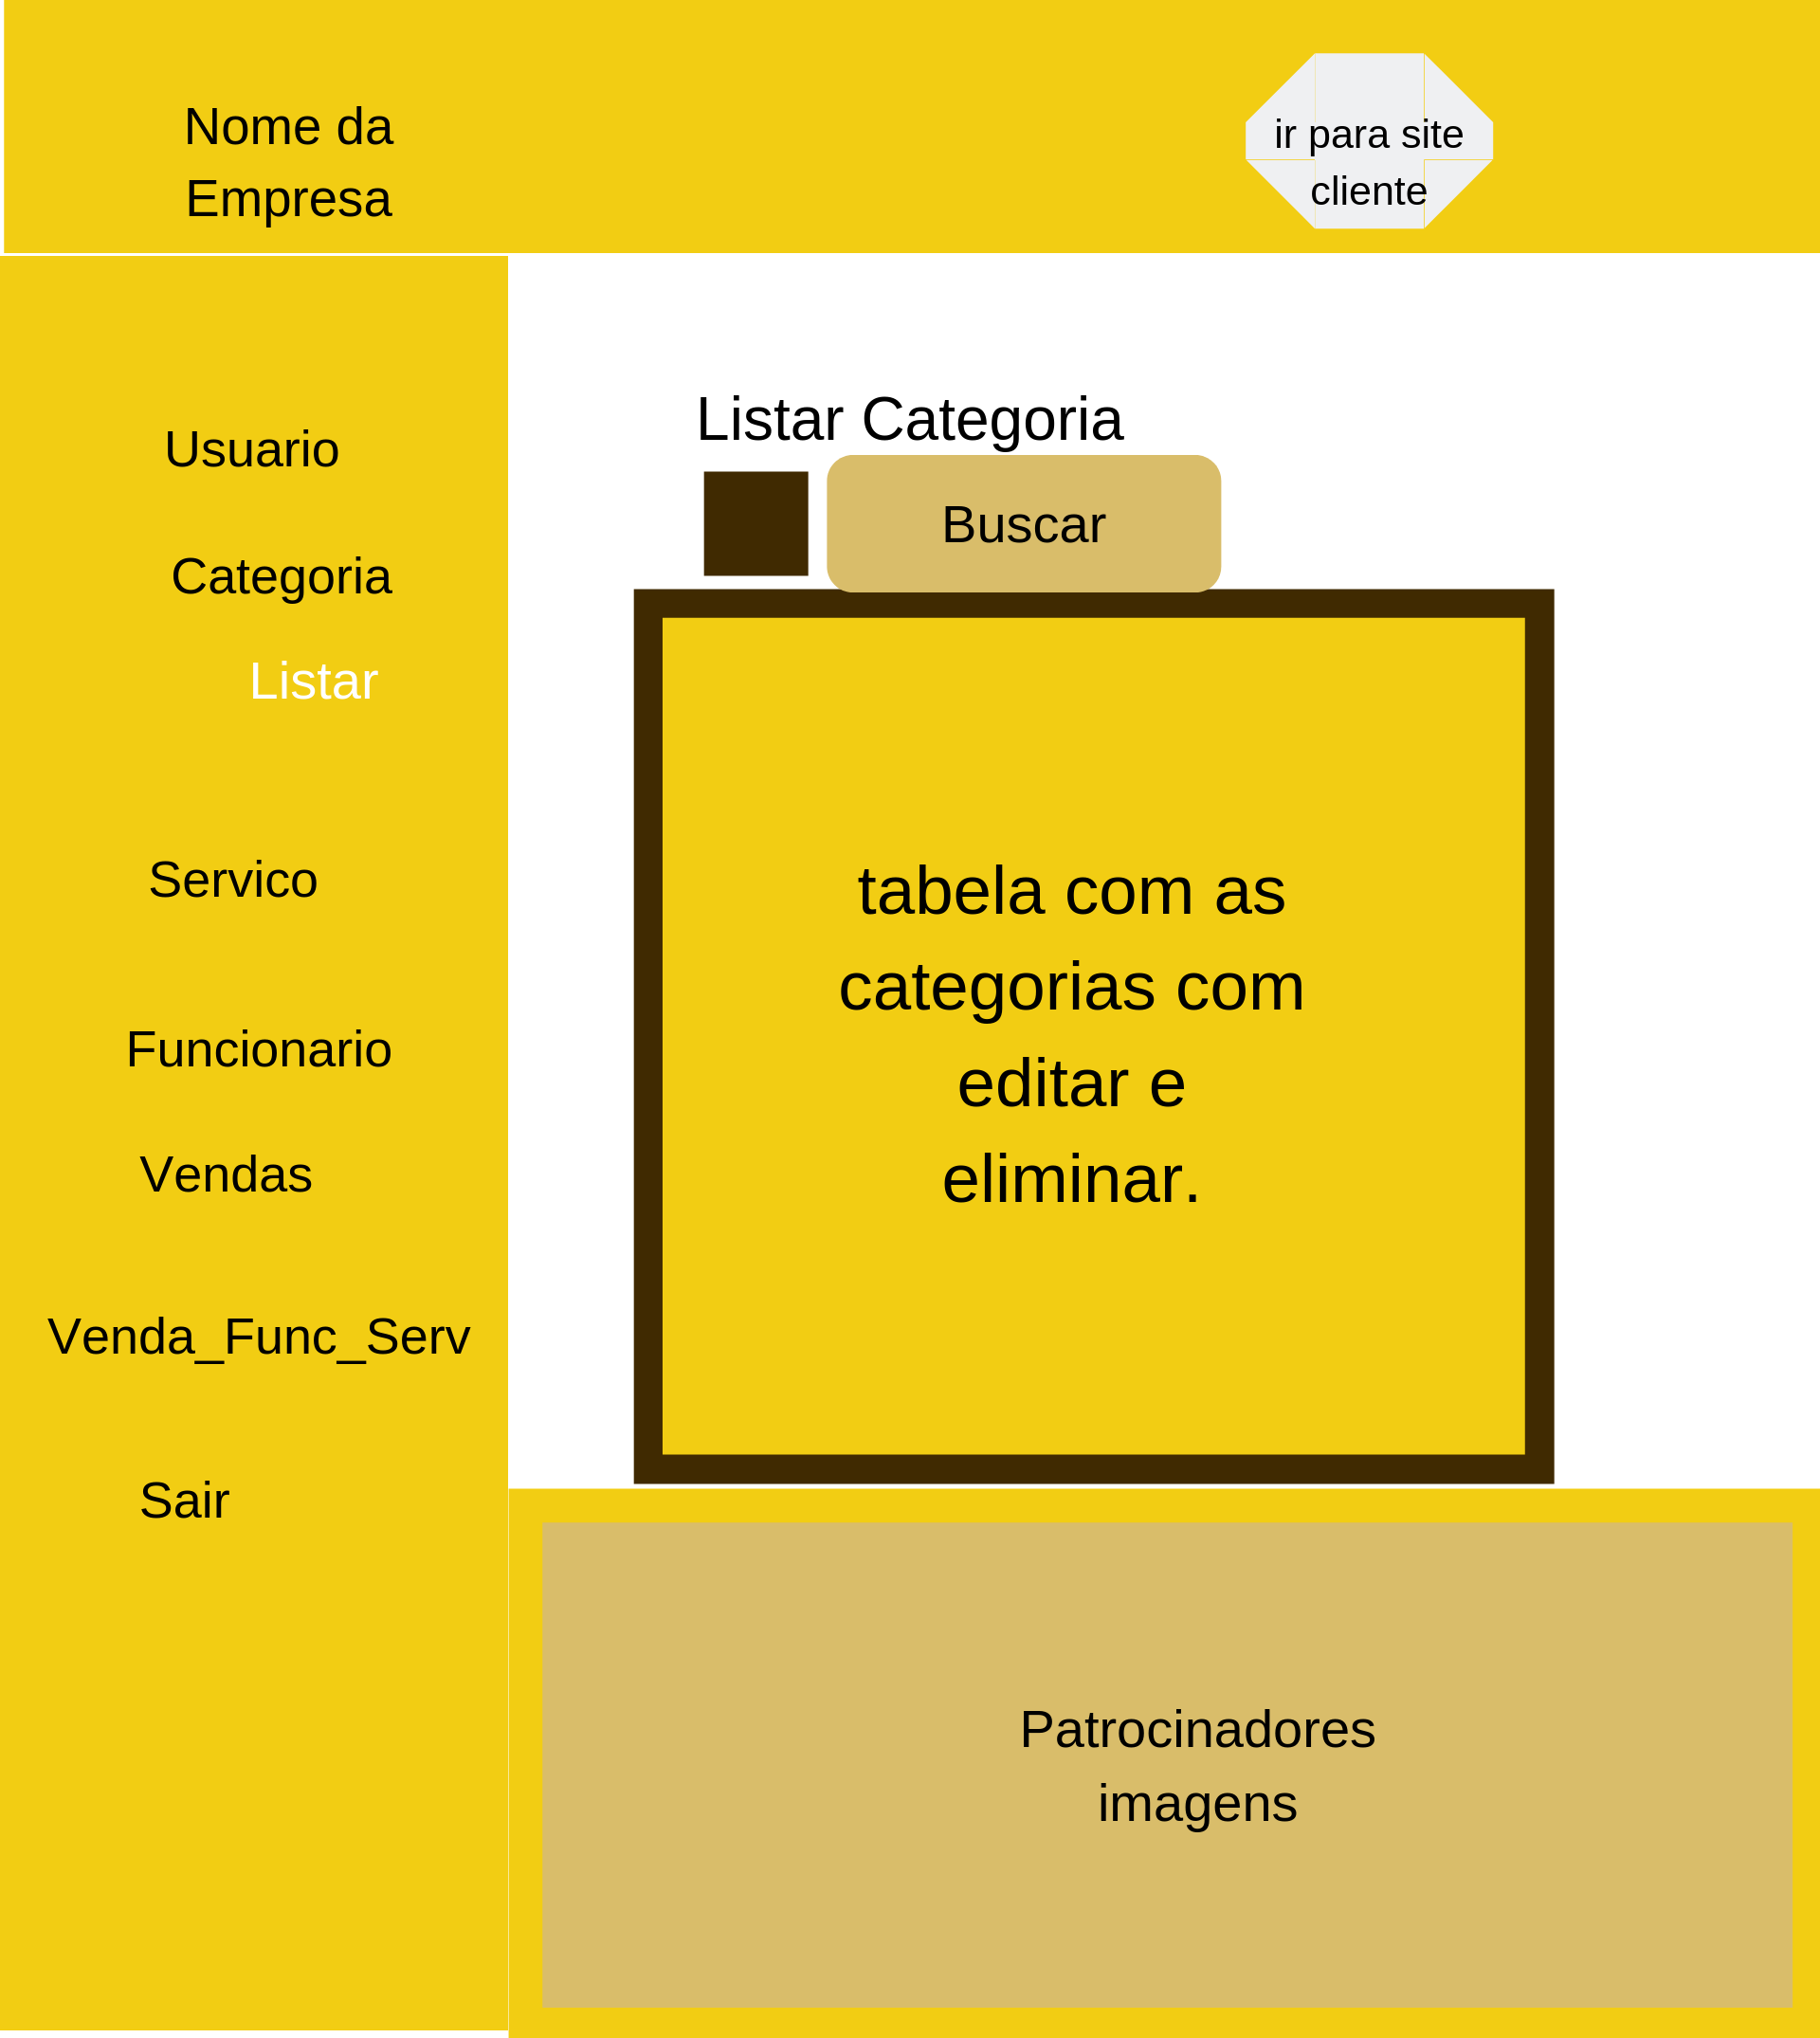 Nome da
Empresa
ir para site
cliente
Usuario
Categoria
Listar
Servico
Funcionario
Vendas
Venda_Func_Serv
Sair
Listar Categoria
Buscar
tabela com as
categorias com
editar e
eliminar.
Patrocinadores
imagens